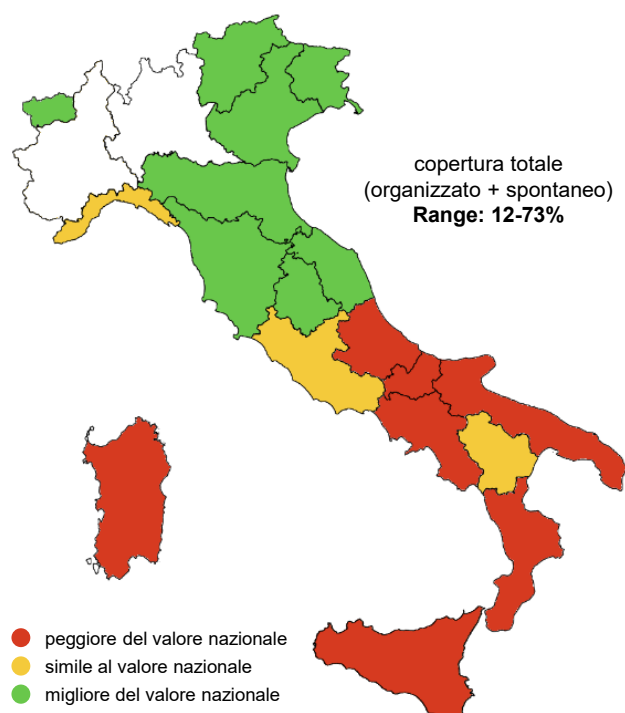 copertura totale
(organizzato + spontaneo)
Range: 12-73%
peggiore del valore nazionale
simile al valore nazionale
migliore del valore nazionale